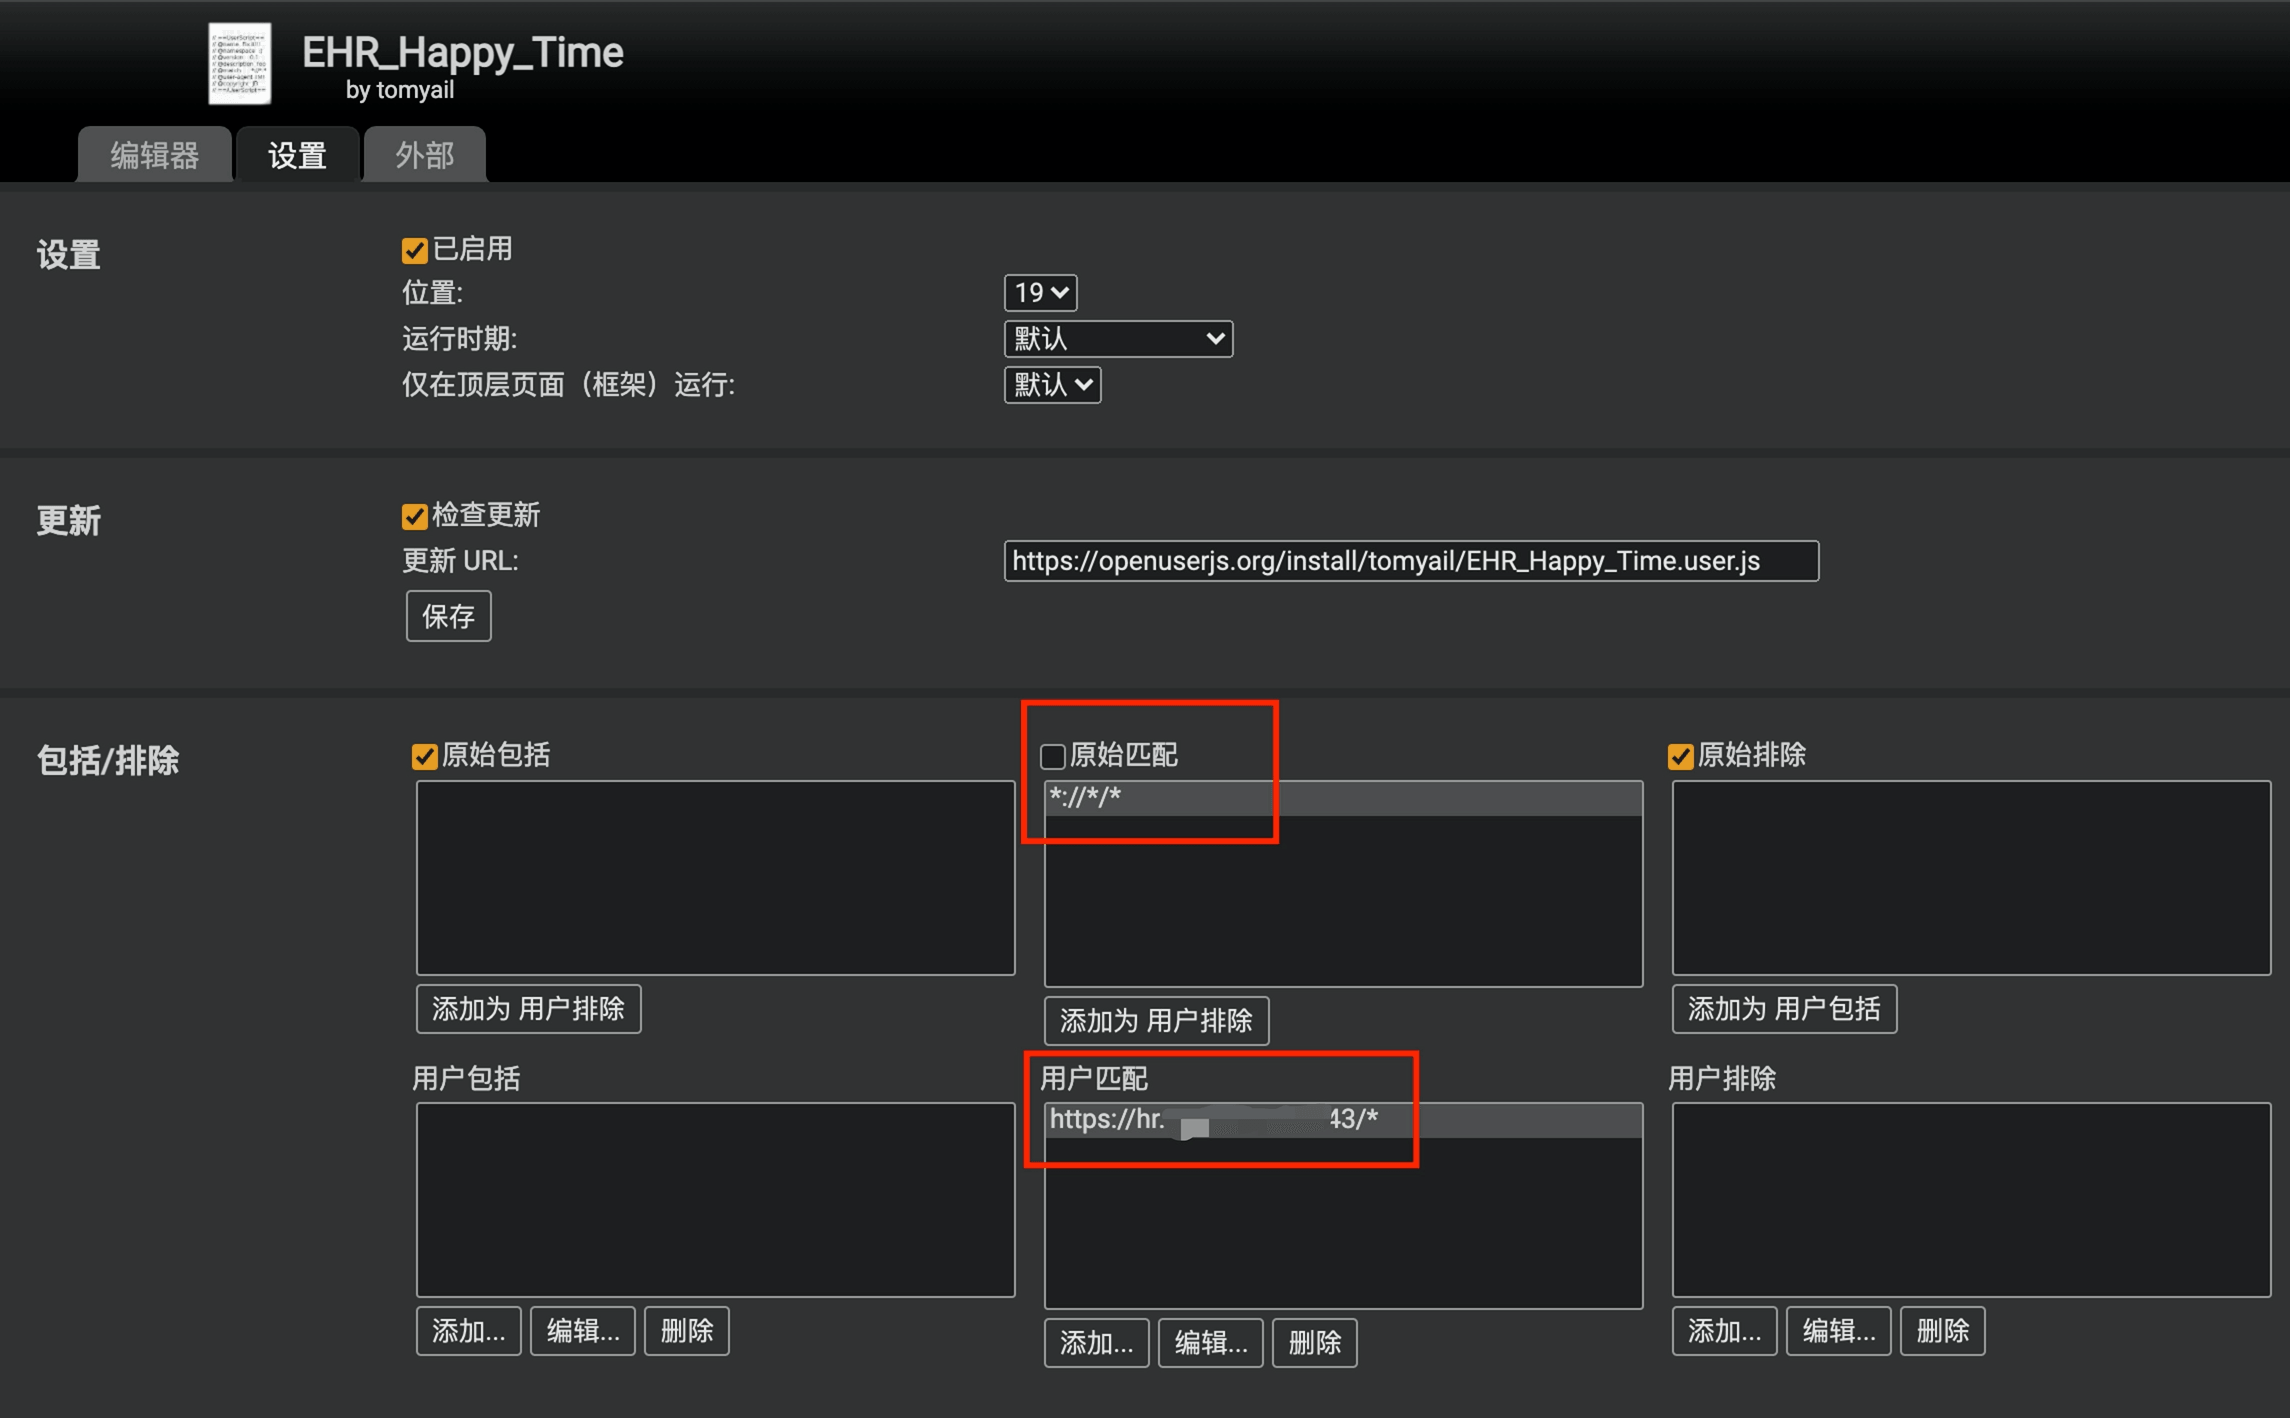 EHR_Happy_Time
by tomyail
编辑器
设置
外部
设置
已启用
位置:
19
运行时期:
默认
仅在顶层页面（框架）运行:
默认
更新
检查更新
更新 URL:
https://openuserjs.org/install/tomyail/EHR_Happy_Time.user.js
保存
包括/排除
原始包括
原始匹配
原始排除
*://*/*
添加为 用户排除
添加为 用户排除
添加为 用户包括
用户包括
用户匹配
用户排除
https://hr. 43/*
添加...
编辑...
删除
添加...
编辑...
删除
添加...
编辑...
删除